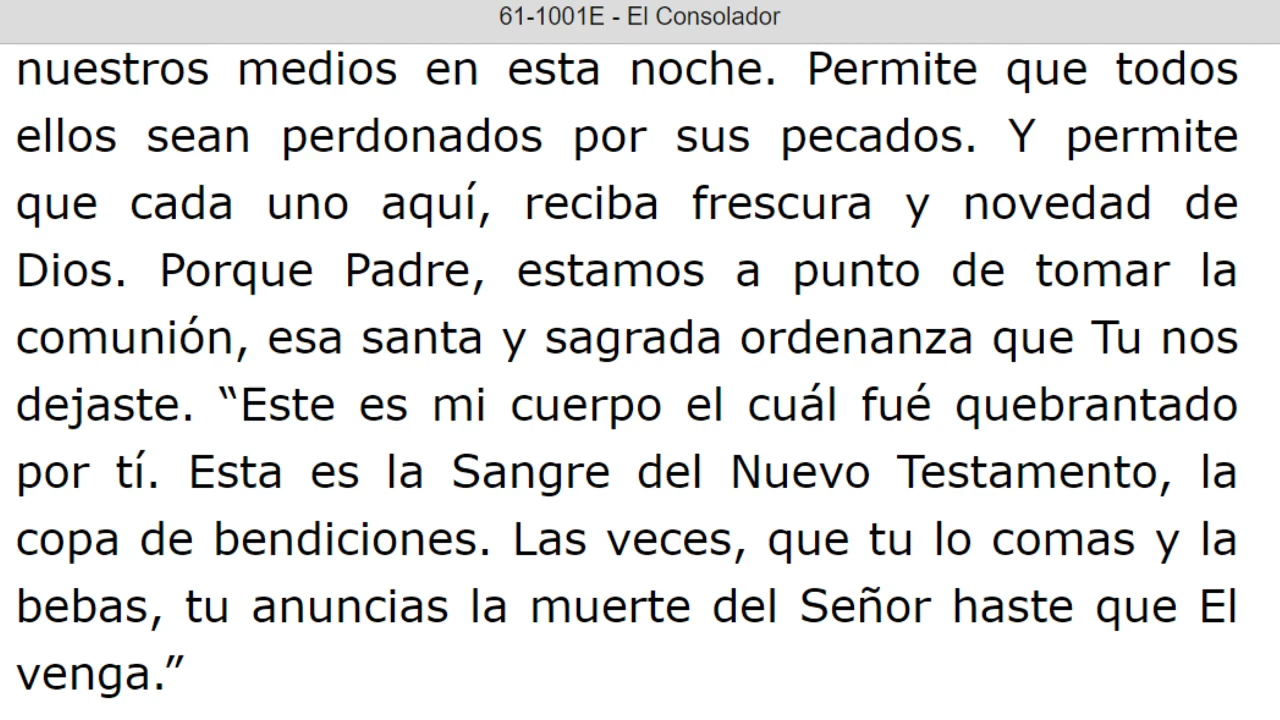 61-1001E - El Consolador
nuestros medios en esta noche. Permite que todos
ellos sean perdonados por sus pecados. Y permite
que cada uno aquí, reciba frescura y novedad de
Dios. Porque Padre, estamos a punto de tomar la
comunión, esa santa y sagrada ordenanza que Tu nos
dejaste. “Este es mi cuerpo el cuál fué quebrantado
por tí. Esta es la Sangre del Nuevo Testamento, la
copa de bendiciones. Las veces, que tu lo comas y la
bebas, tu anuncias la muerte del Señor haste que El
venga.”